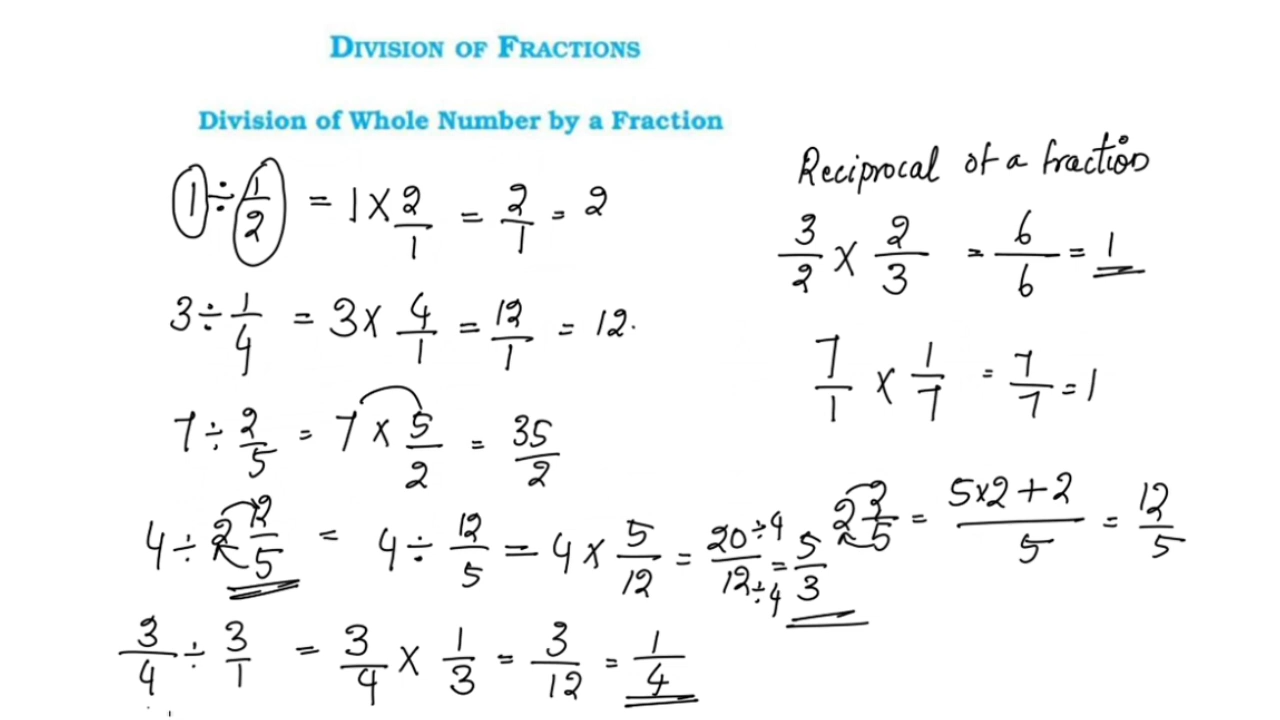 DIVISION OF FRACTIONS
Division of Whole Number by a Fraction
1 ÷ 1/2 = 1 × 2/1 = 2/1 = 2
3 ÷ 1/4 = 3 × 4/1 = 12/1 = 12.
7 ÷ 2/5 = 7 × 5/2 = 35/2
4 ÷ 2 2/5 = 4 ÷ 12/5 = 4 × 5/12 = 20÷4/12÷4 = 5/3
3/4 ÷ 3/1 = 3/4 × 1/3 = 3/12 = 1/4
Reciprocal of a fraction
3/2 × 2/3 = 6/6 = 1
7/1 × 1/7 = 7/7 = 1
2 2/5 = 5×2+2/5 = 12/5